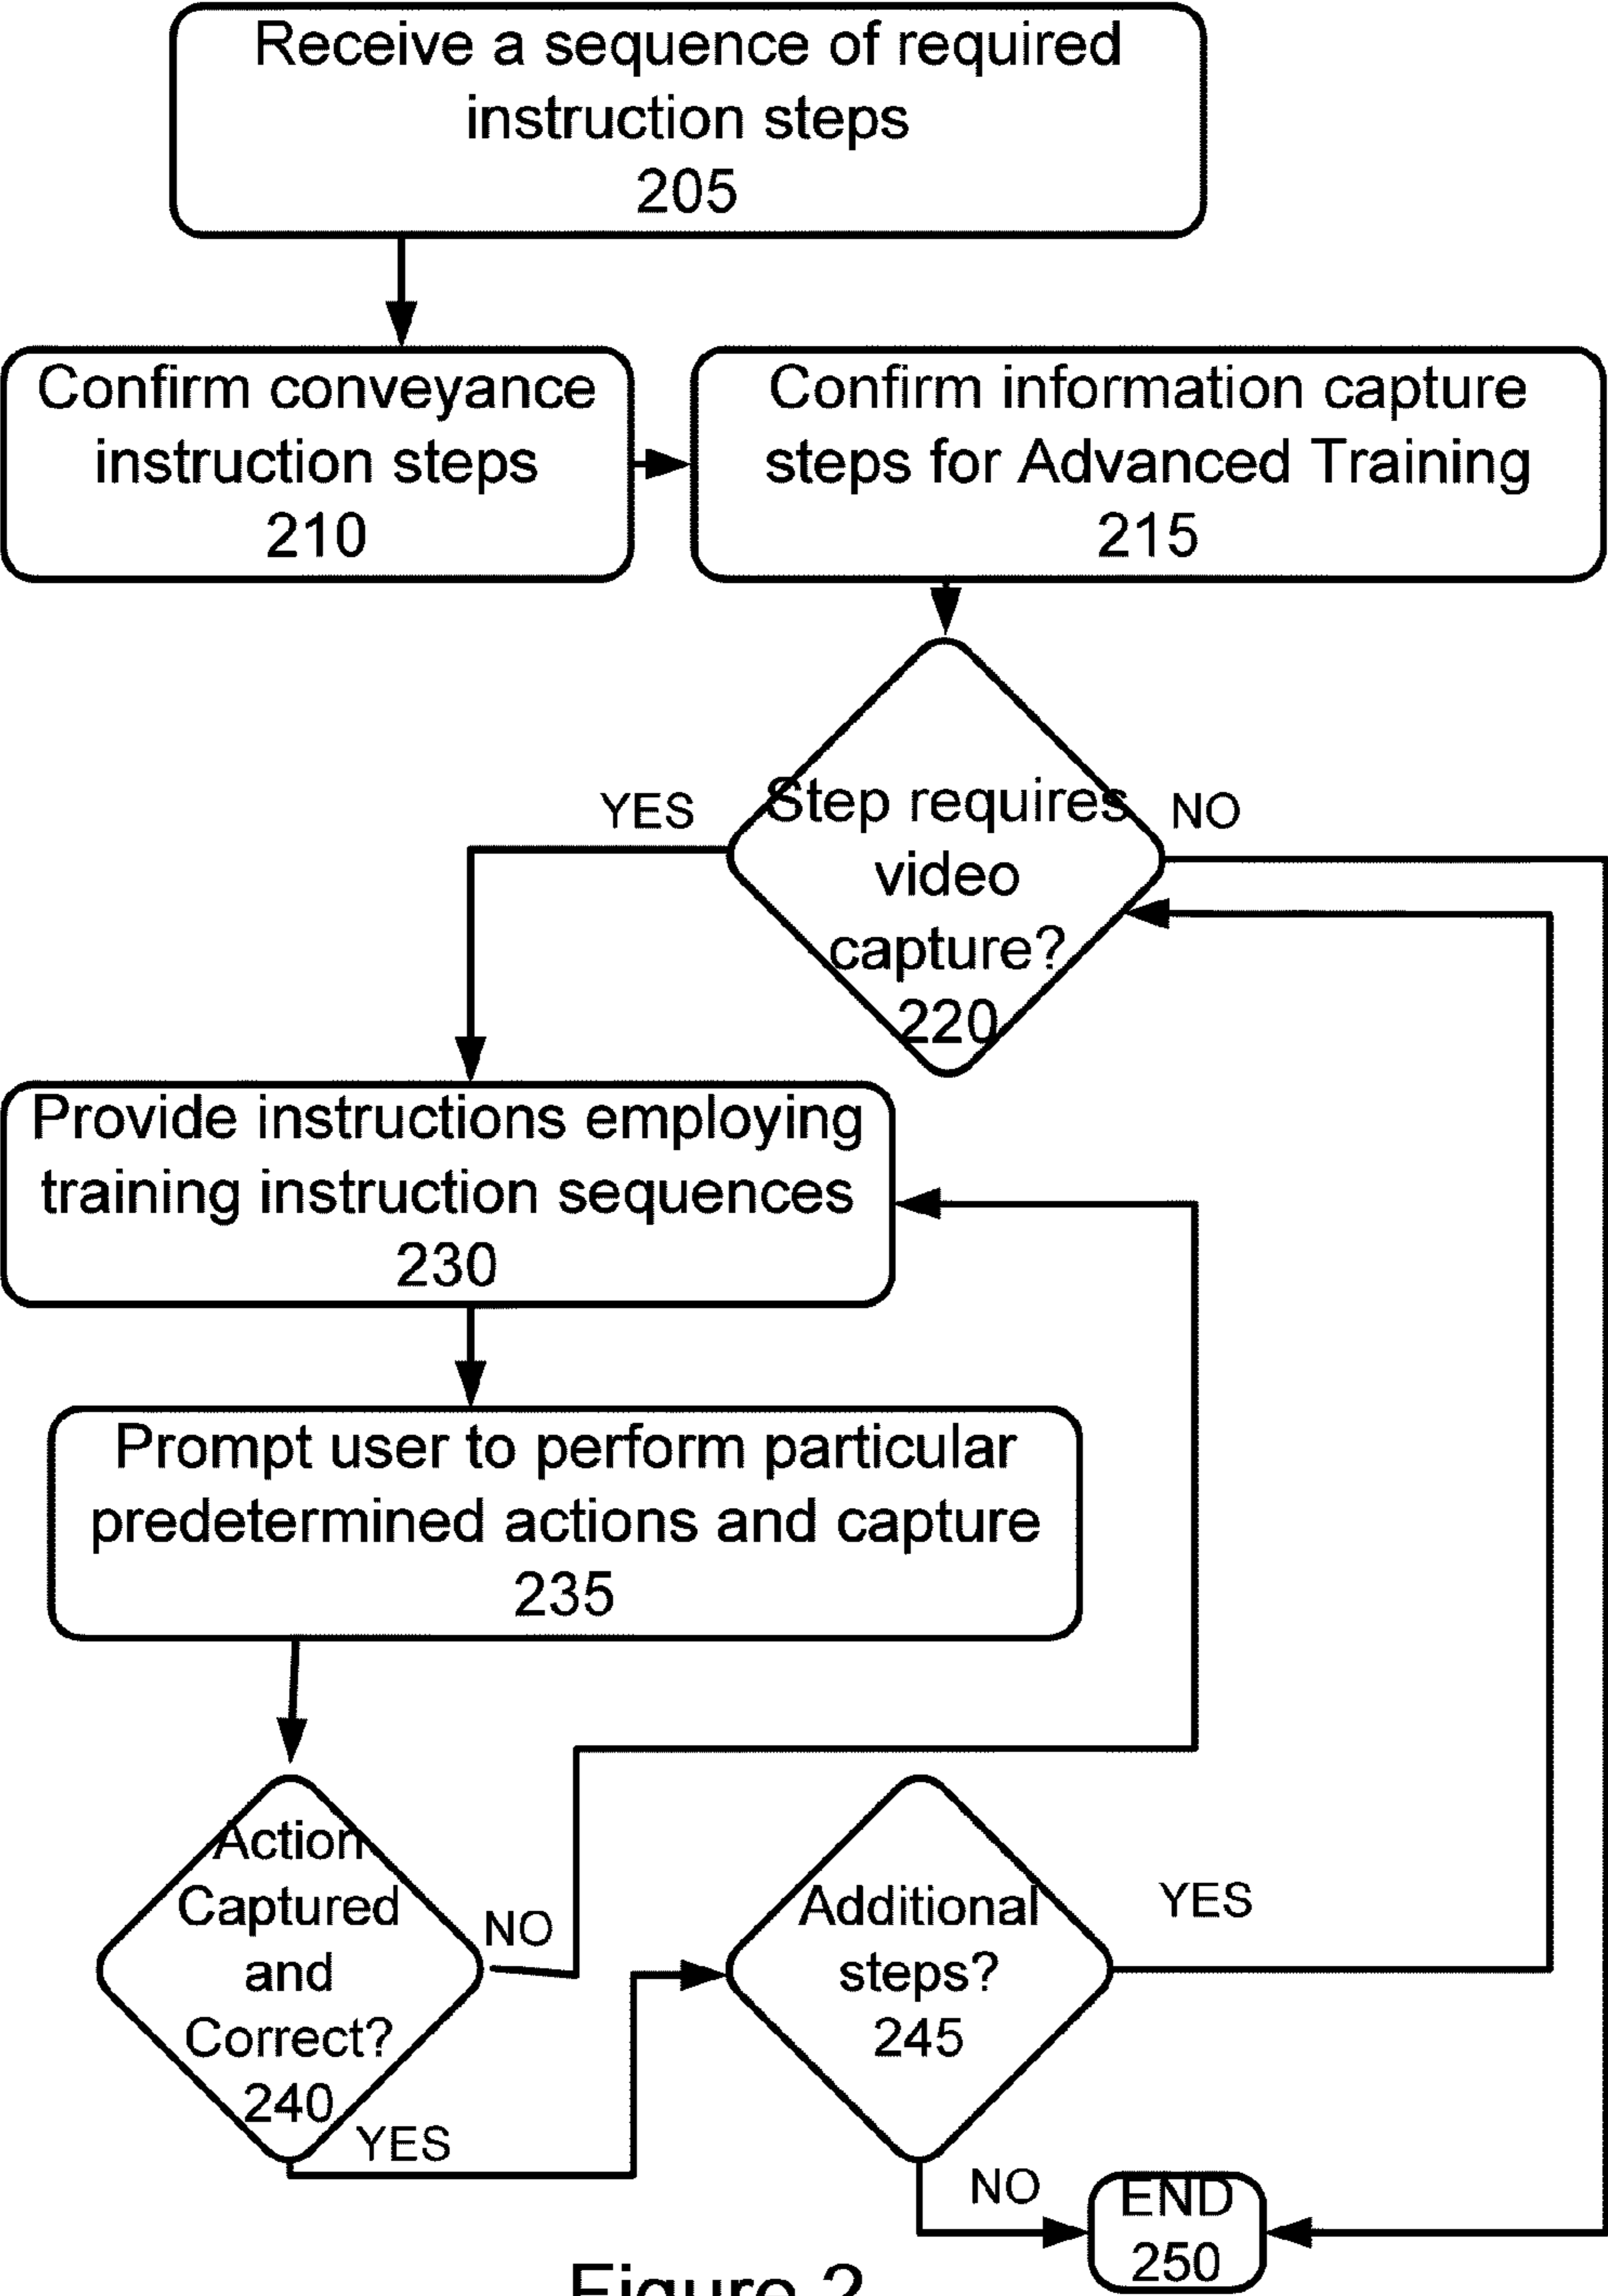 Receive a sequence of required
instruction steps
205
Confirm conveyance
instruction steps
210
Confirm information capture
steps for Advanced Training
215
Step requires
video
capture?
220
YES
NO
Provide instructions employing
training instruction sequences
230
Prompt user to perform particular
predetermined actions and capture
235
Action
Captured
and
Correct?
240
NO
YES
Additional
steps?
245
YES
NO
END
250
Figure 2